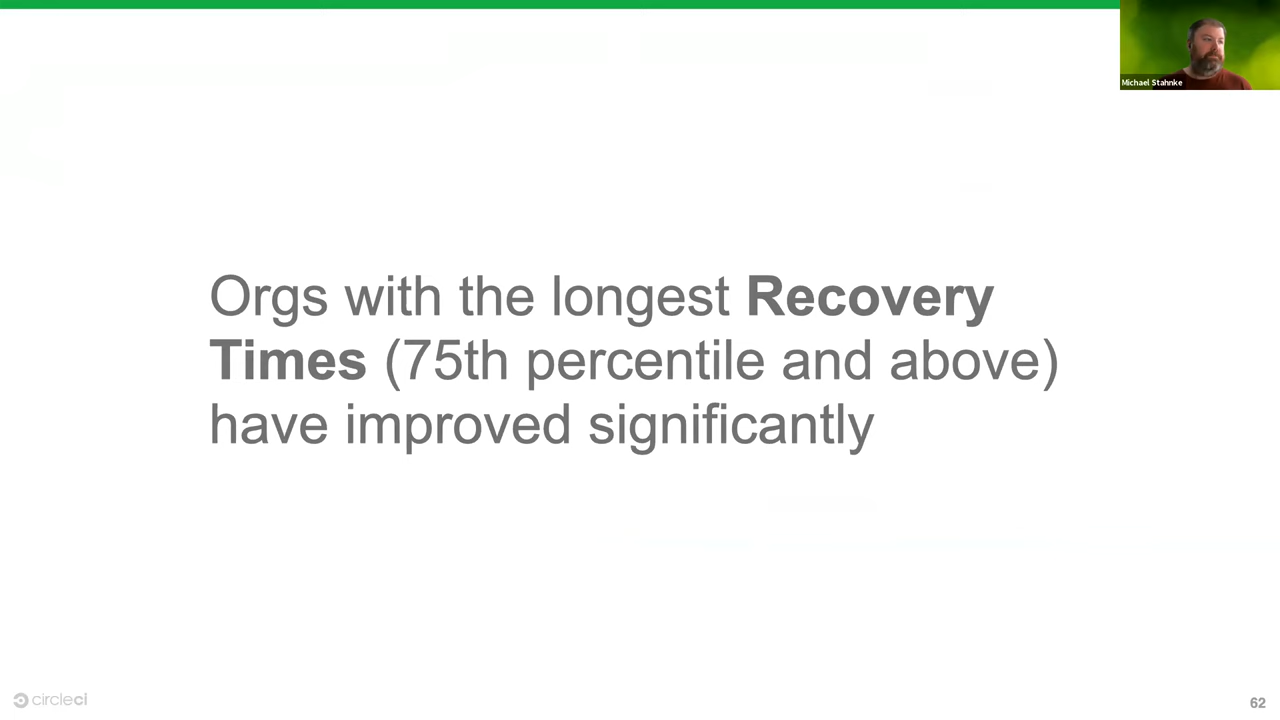 Michael Stahnke
Orgs with the longest Recovery
Times (75th percentile and above)
have improved significantly
circleci
62